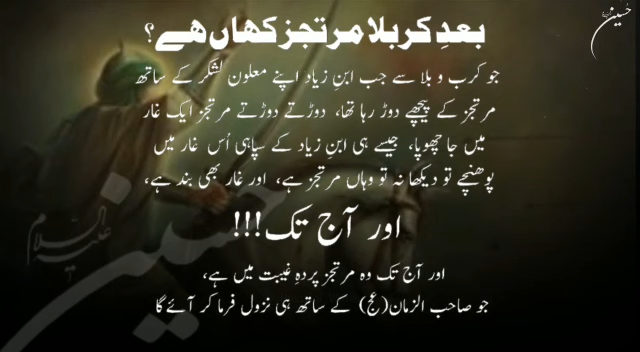 بعدِ کربلا مرتجز کہاں ہے؟
حسین
جو کرب و بلا سے جب ابنِ زیاد اپنے معلون لشکر کے ساتھ
مرتجز کے پیچھے دوڑ رہا تھا، دوڑتے دوڑتے مرتجز ایک غار
میں جا چھوپا، جیسے ہی ابنِ زیاد کے سپاہی اُس غار میں
پوھنچے تو دیکھا نہ تو وہاں مرتجز ہے، اور غار بھی بند ہے،
اور آج تک!!!
حسین
علیہ السلام
اور آج تک وہ مرتجز پردہِ غیبت میں ہے،
جو صاحب الزمان(عج) کے ساتھ ہی نزول فرما کر آئے گا